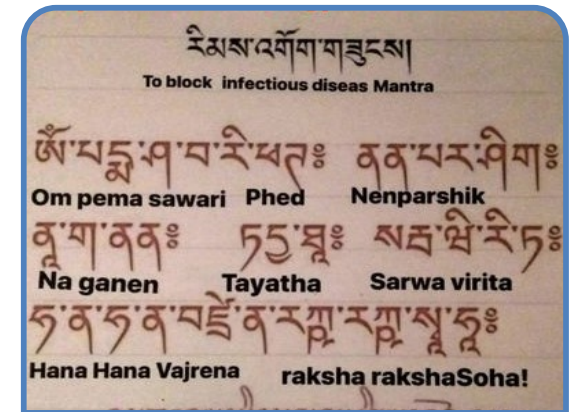 རིམས་འགོག་གཟུངས།
To block infectious diseas Mantra
ཨོཾ་པདྨ་ཤ་བ་རི་ཕཊ༔ ནན་པར་ཤིག༔
Om pema sawari Phed Nenparshik
ནཱ་ག་ནན༔ ཏདྱ་ཐཱ༔ སརྦ་བི་རི་ཏ༔
Na ganen Tayatha Sarwa virita
ཧ་ན་ཧ་ན་བཛྲེ་ན་རཀྵ་རཀྵ་སྭཱ་ཧཱ༔
Hana Hana Vajrena raksha rakshaSoha!